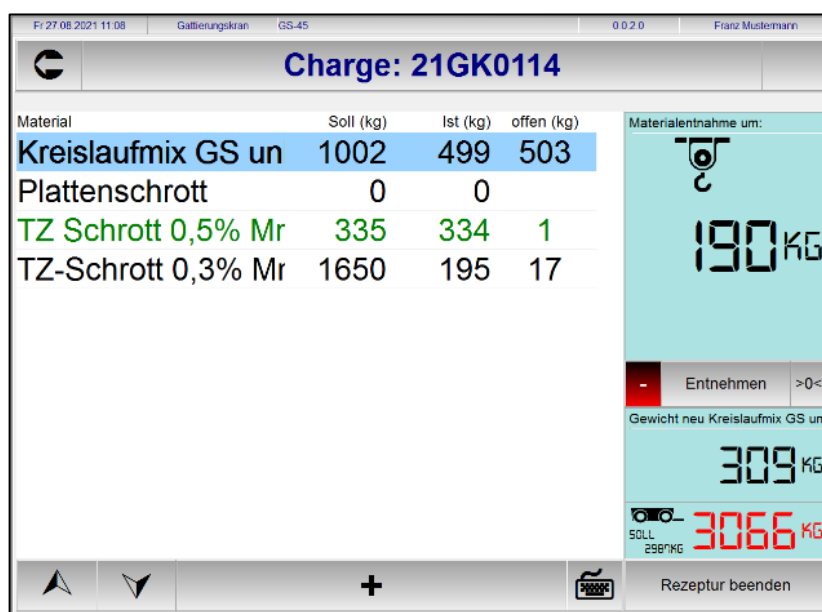 Fr 27.08.2021 11:08 Gattierungskran GS-45 0.0.2.0 Franz Mustermann
Charge: 21GK0114
Material Soll (kg) Ist (kg) offen (kg)
Kreislaufmix GS un 1002 499 503
Plattenschrott 0 0
TZ Schrott 0,5% Mr 335 334 1
TZ-Schrott 0,3% Mr 1650 195 17
Materialentnahme um:
190 KG
- Entnehmen >0<
Gewicht neu Kreislaufmix GS un
309 KG
SOLL
2987KG
3066 KG
+ Rezeptur beenden